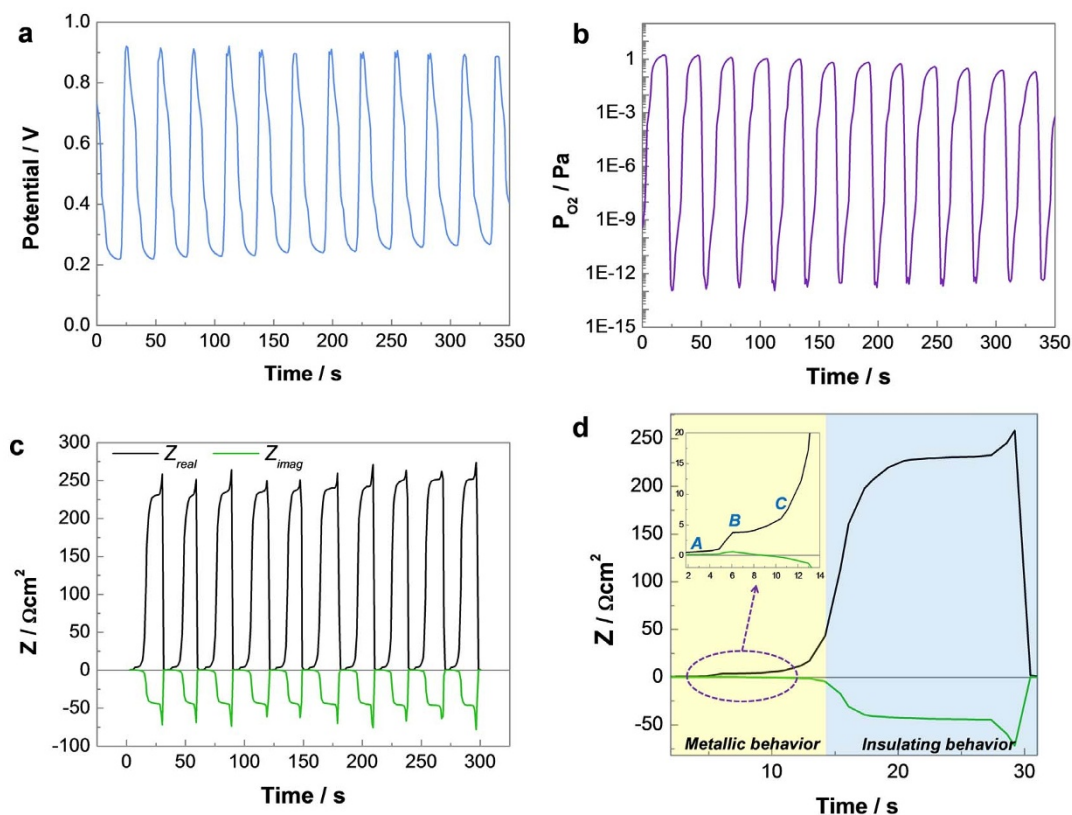 a
1.0
0.8
0.6
0.4
0.2
0.0
Potential / V
0 50 100 150 200 250 300 350
Time / s
b
1
1E-3
1E-6
1E-9
1E-12
1E-15
P_O2 / Pa
0 50 100 150 200 250 300 350
Time / s
c
Z_real Z_imag
300
250
200
150
100
50
0
-50
-100
Z / Ωcm²
0 50 100 150 200 250 300
Time / s
d
250
200
150
100
50
0
-50
Z / Ωcm²
20
15
10
5
0
A
B
C
2 4 6 8 10 12 14
Metallic behavior Insulating behavior
10 20 30
Time / s